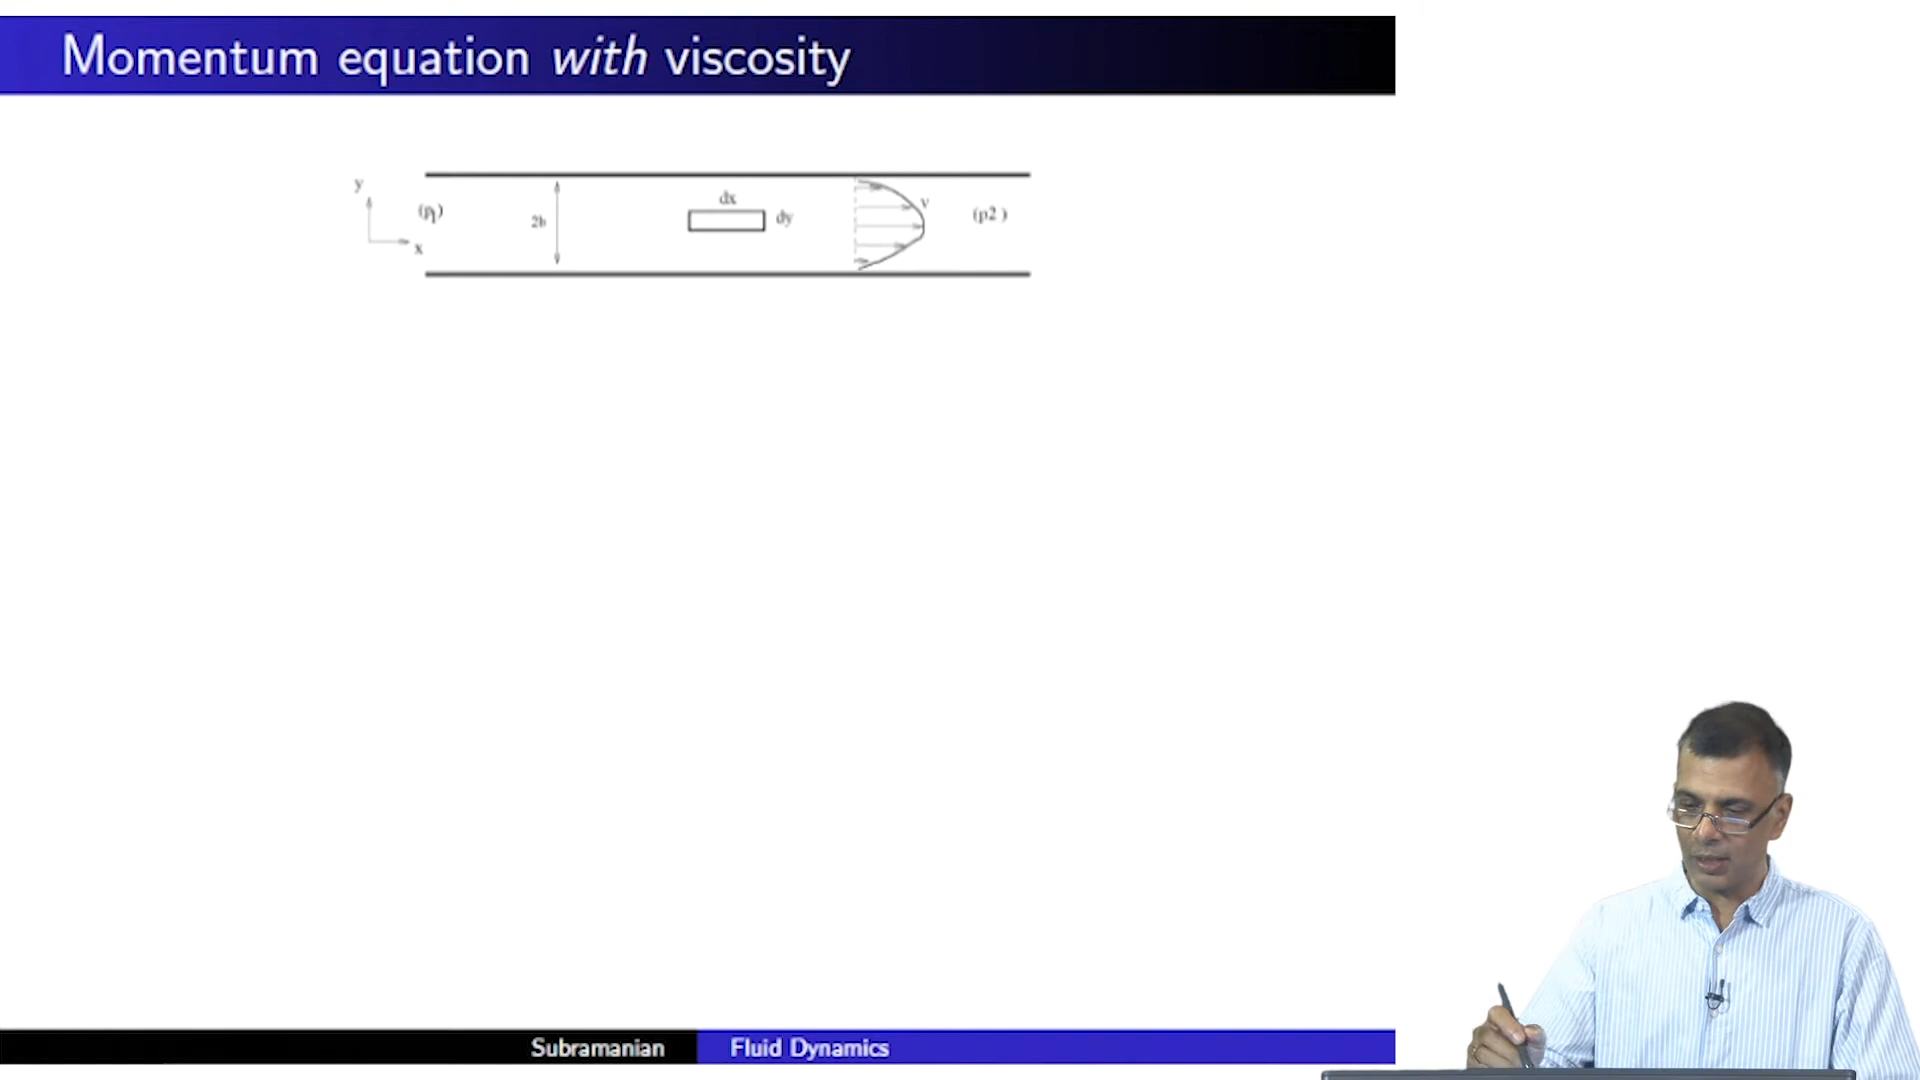 Momentum equation with viscosity
y
x
(p1)
2b
dx
dy
v
(p2 )
Subramanian
Fluid Dynamics